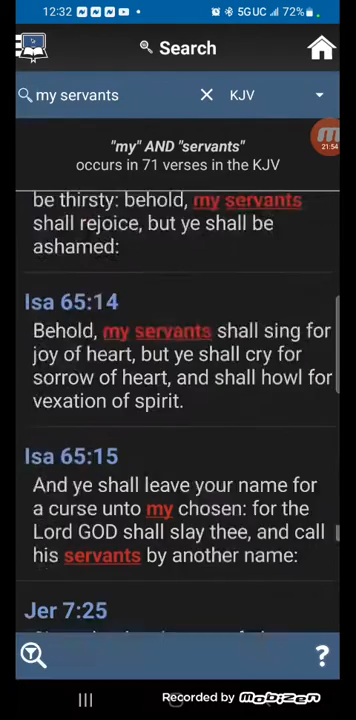 12:32
5G UC 72%
Search
my servants
KJV
"my" AND "servants"
occurs in 71 verses in the KJV
21:54
be thirsty: behold, my servants
shall rejoice, but ye shall be
ashamed:
Isa 65:14
Behold, my servants shall sing for
joy of heart, but ye shall cry for
sorrow of heart, and shall howl for
vexation of spirit.
Isa 65:15
And ye shall leave your name for
a curse unto my chosen: for the
Lord GOD shall slay thee, and call
his servants by another name:
Jer 7:25
?
Recorded by mobizen